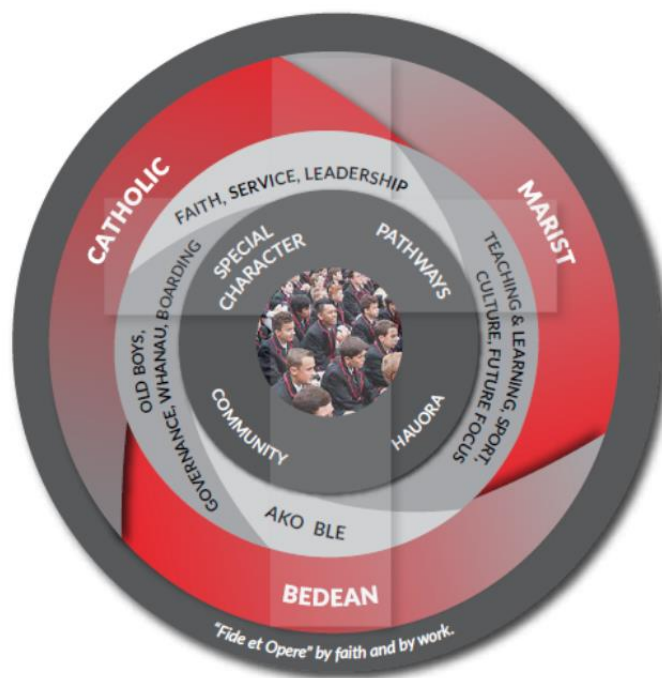 CATHOLIC
MARIST
BEDEAN
FAITH, SERVICE, LEADERSHIP
TEACHING & LEARNING, SPORT,
CULTURE, FUTURE FOCUS
AKO BLE
OLD BOYS,
GOVERNANCE, WHANAU, BOARDING
SPECIAL
CHARACTER
PATHWAYS
HAUORA
COMMUNITY
"Fide et Opere" by faith and by work.